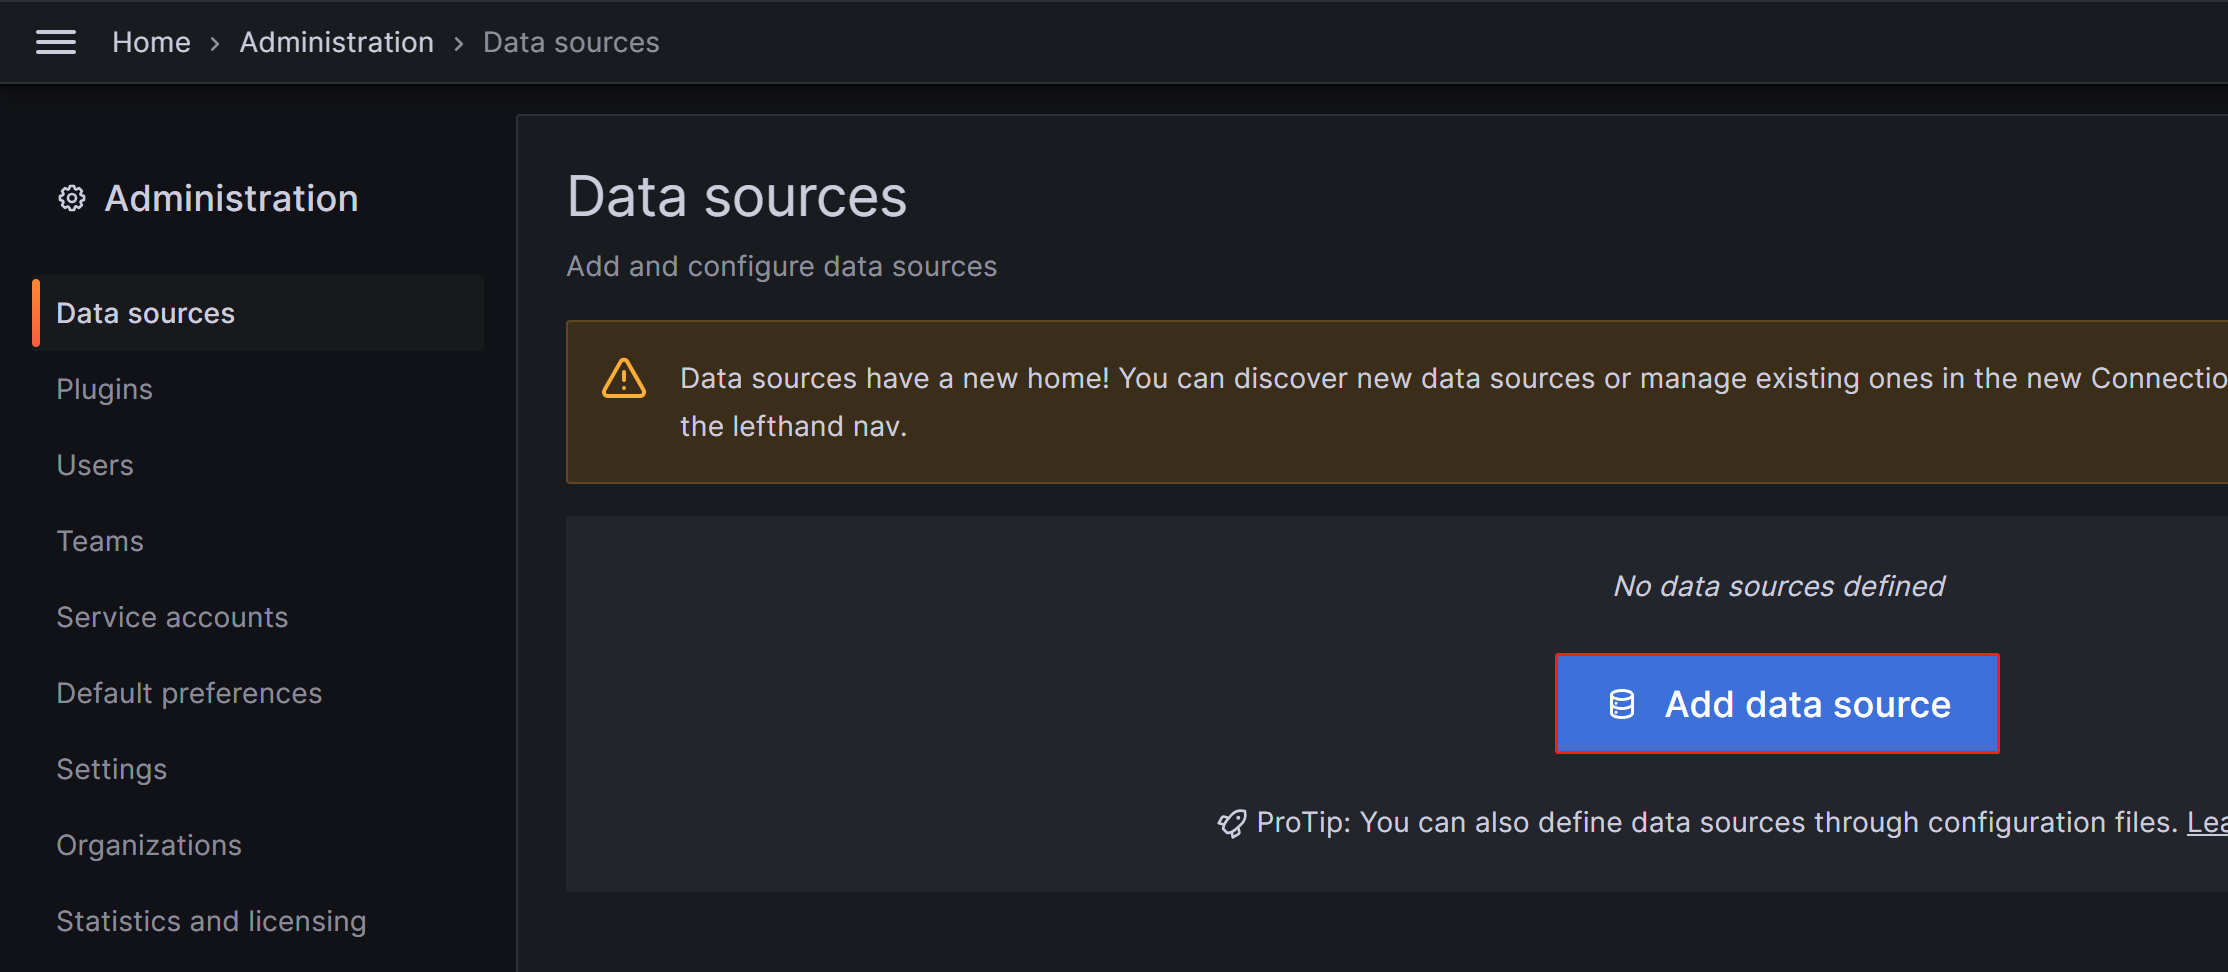 Home › Administration › Data sources
Administration
Data sources
Plugins
Users
Teams
Service accounts
Default preferences
Settings
Organizations
Statistics and licensing
Data sources
Add and configure data sources
Data sources have a new home! You can discover new data sources or manage existing ones in the new Connectio
the lefthand nav.
No data sources defined
Add data source
ProTip: You can also define data sources through configuration files. Lea